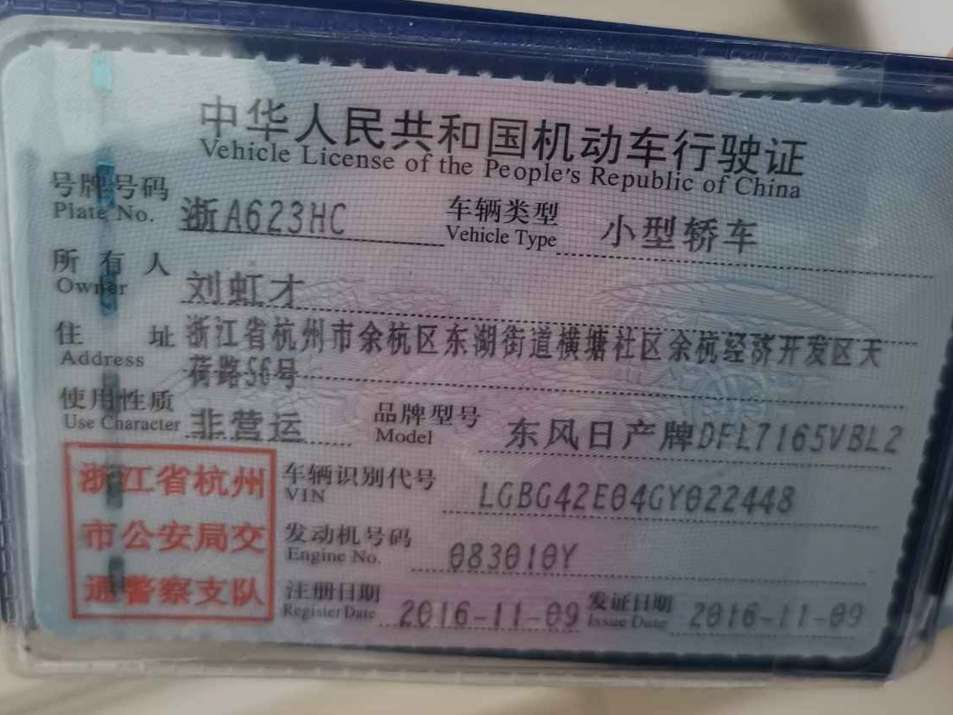 中华人民共和国机动车行驶证
Vehicle License of the People's Republic of China
号牌号码 浙A623HC 车辆类型 小型轿车
Plate No. Vehicle Type
所有人 刘虹才
Owner
住址 浙江省杭州市余杭区东湖街道横塘社区余杭经济开发区天
Address 荷路56号
使用性质 非营运 品牌型号 东风日产牌DFL7165VBL2
Use Character Model
浙江省杭州 车辆识别代号 LGBG42E04GY022448
VIN
市公安局交 发动机号码 083010Y
Engine No.
通警察支队 注册日期 2016-11-09 发证日期 2016-11-09
Register Date Issue Date